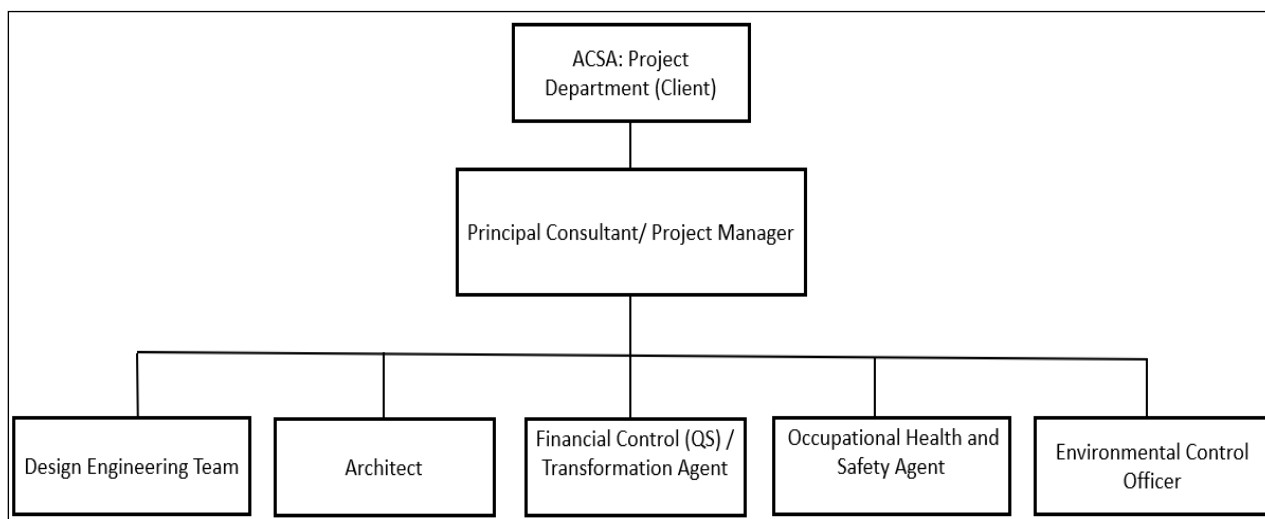 ACSA: Project
Department (Client)
Principal Consultant/ Project Manager
Design Engineering Team
Architect
Financial Control (QS) /
Transformation Agent
Occupational Health and
Safety Agent
Environmental Control
Officer